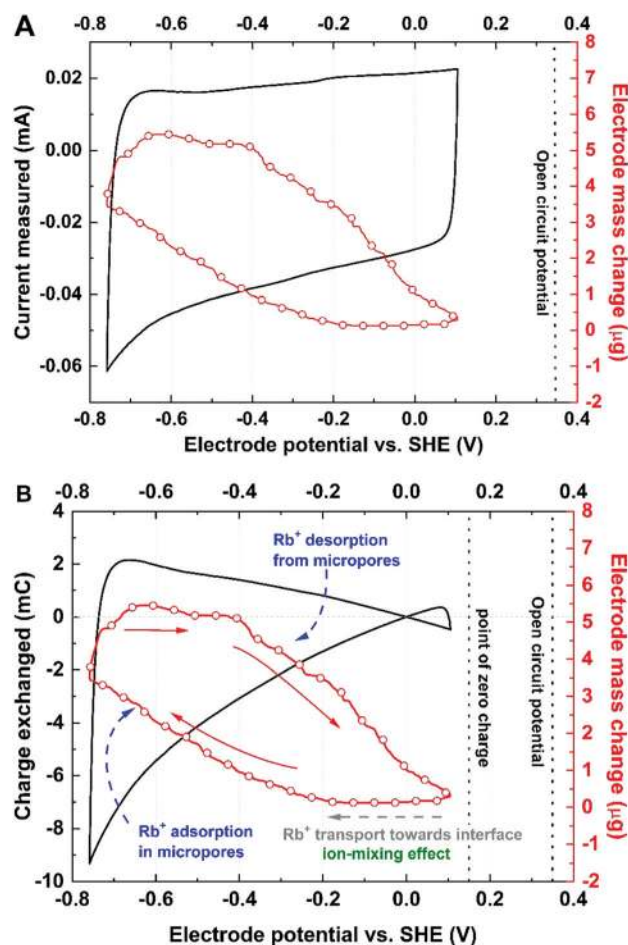 A
-0.8 -0.6 -0.4 -0.2 0.0 0.2 0.4
0.02
0.00
-0.02
-0.04
-0.06
Current measured (mA)
8
7
6
5
4
3
2
1
0
-1
-2
Electrode mass change (μg)
Open circuit potential
-0.8 -0.6 -0.4 -0.2 0.0 0.2 0.4
Electrode potential vs. SHE (V)
B
-0.8 -0.6 -0.4 -0.2 0.0 0.2 0.4
4
2
0
-2
-4
-6
-8
-10
Charge exchanged (mC)
Rb⁺ desorption
from micropores
point of zero charge
Open circuit potential
8
7
6
5
4
3
2
1
0
-1
-2
Electrode mass change (μg)
Rb⁺ adsorption
in micropores
Rb⁺ transport towards interface
ion-mixing effect
-0.8 -0.6 -0.4 -0.2 0.0 0.2 0.4
Electrode potential vs. SHE (V)